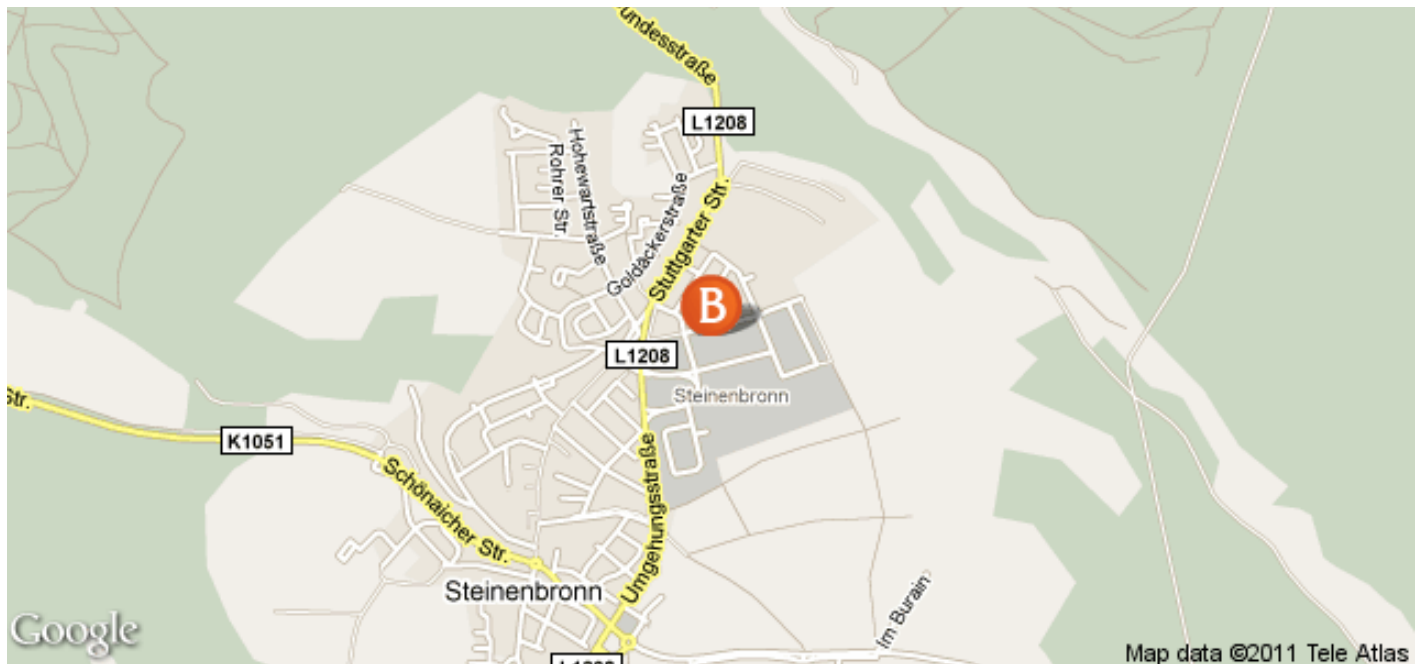 undesstraße
L1208
Hohewartstraße
Rohrer Str.
Goldäckerstraße
Stuttgarter Str.
B
L1208
Steinenbronn
Str.
K1051
Schönaicher Str.
Umgehungsstraße
Steinenbronn
Im Burain
Google
Map data ©2011 Tele Atlas